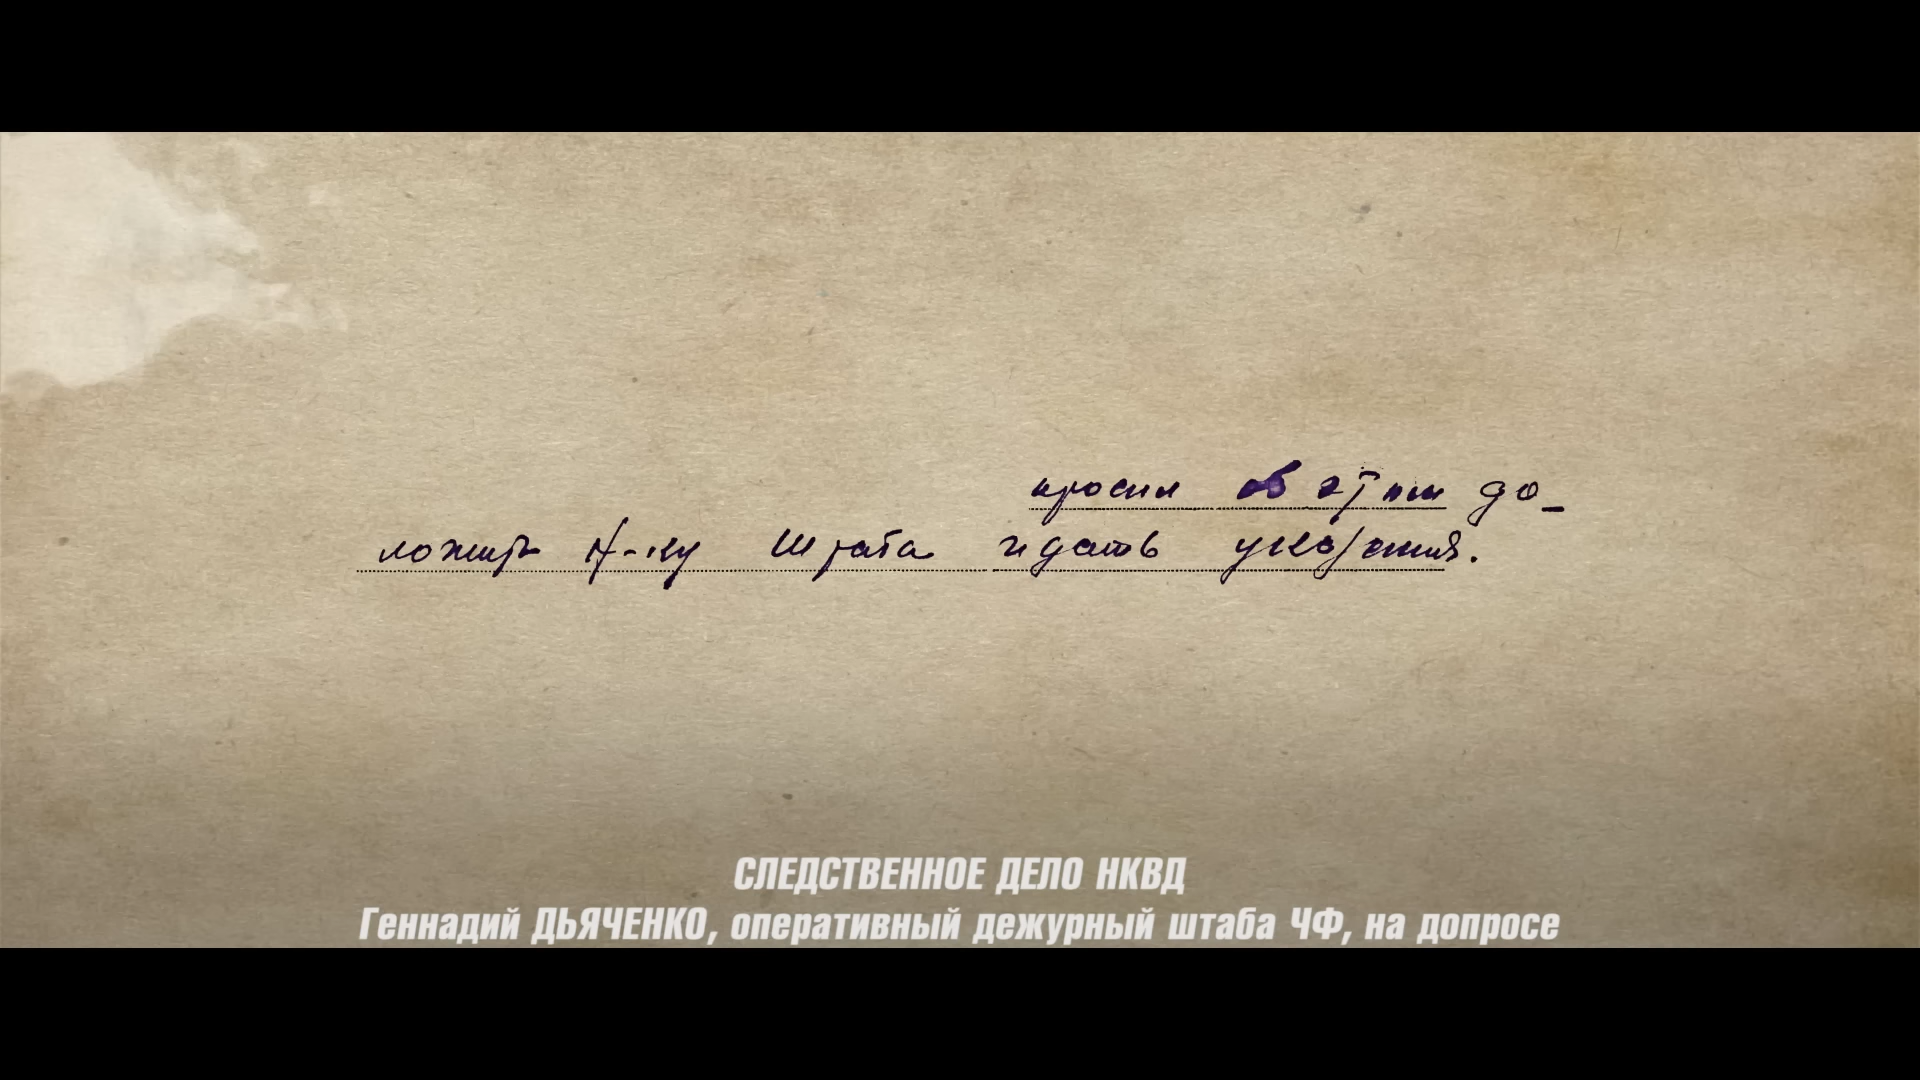 просил об этом до-
ложить Н-ку Штаба и дать указания.
СЛЕДСТВЕННОЕ ДЕЛО НКВД
Геннадий ДЬЯЧЕНКО, оперативный дежурный штаба ЧФ, на допросе